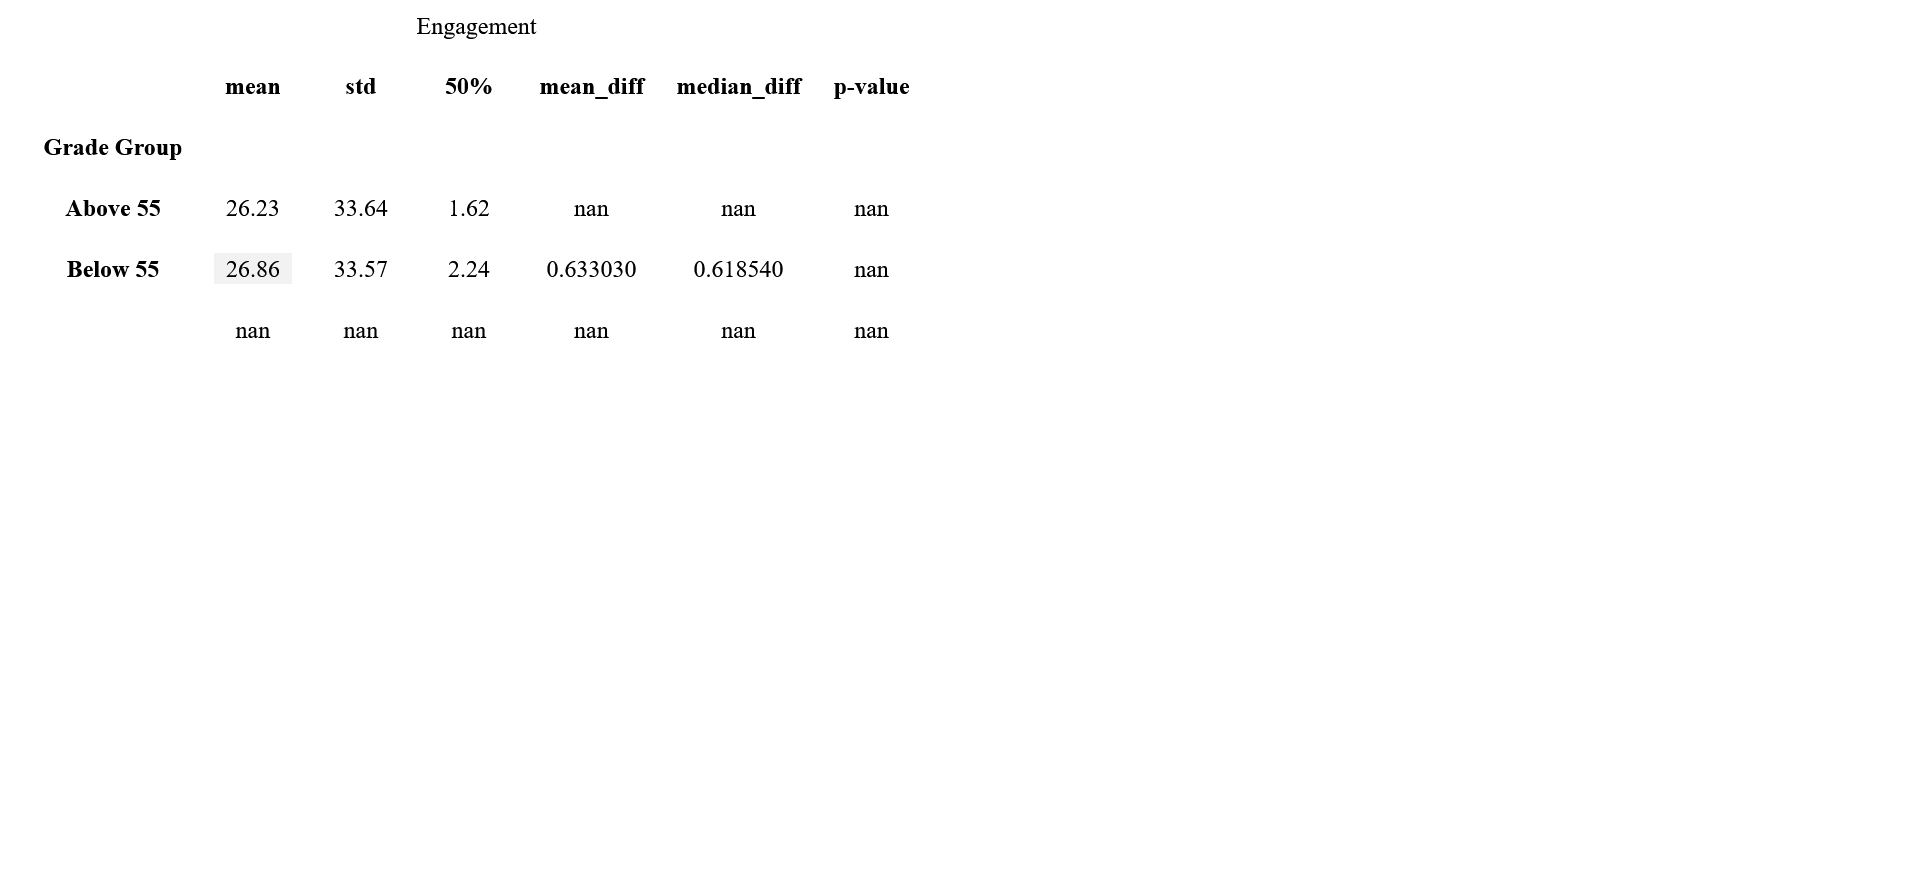 Engagement
mean std 50% mean_diff median_diff p-value
Grade Group
Above 55 26.23 33.64 1.62 nan nan nan
Below 55 26.86 33.57 2.24 0.633030 0.618540 nan
nan nan nan nan nan nan